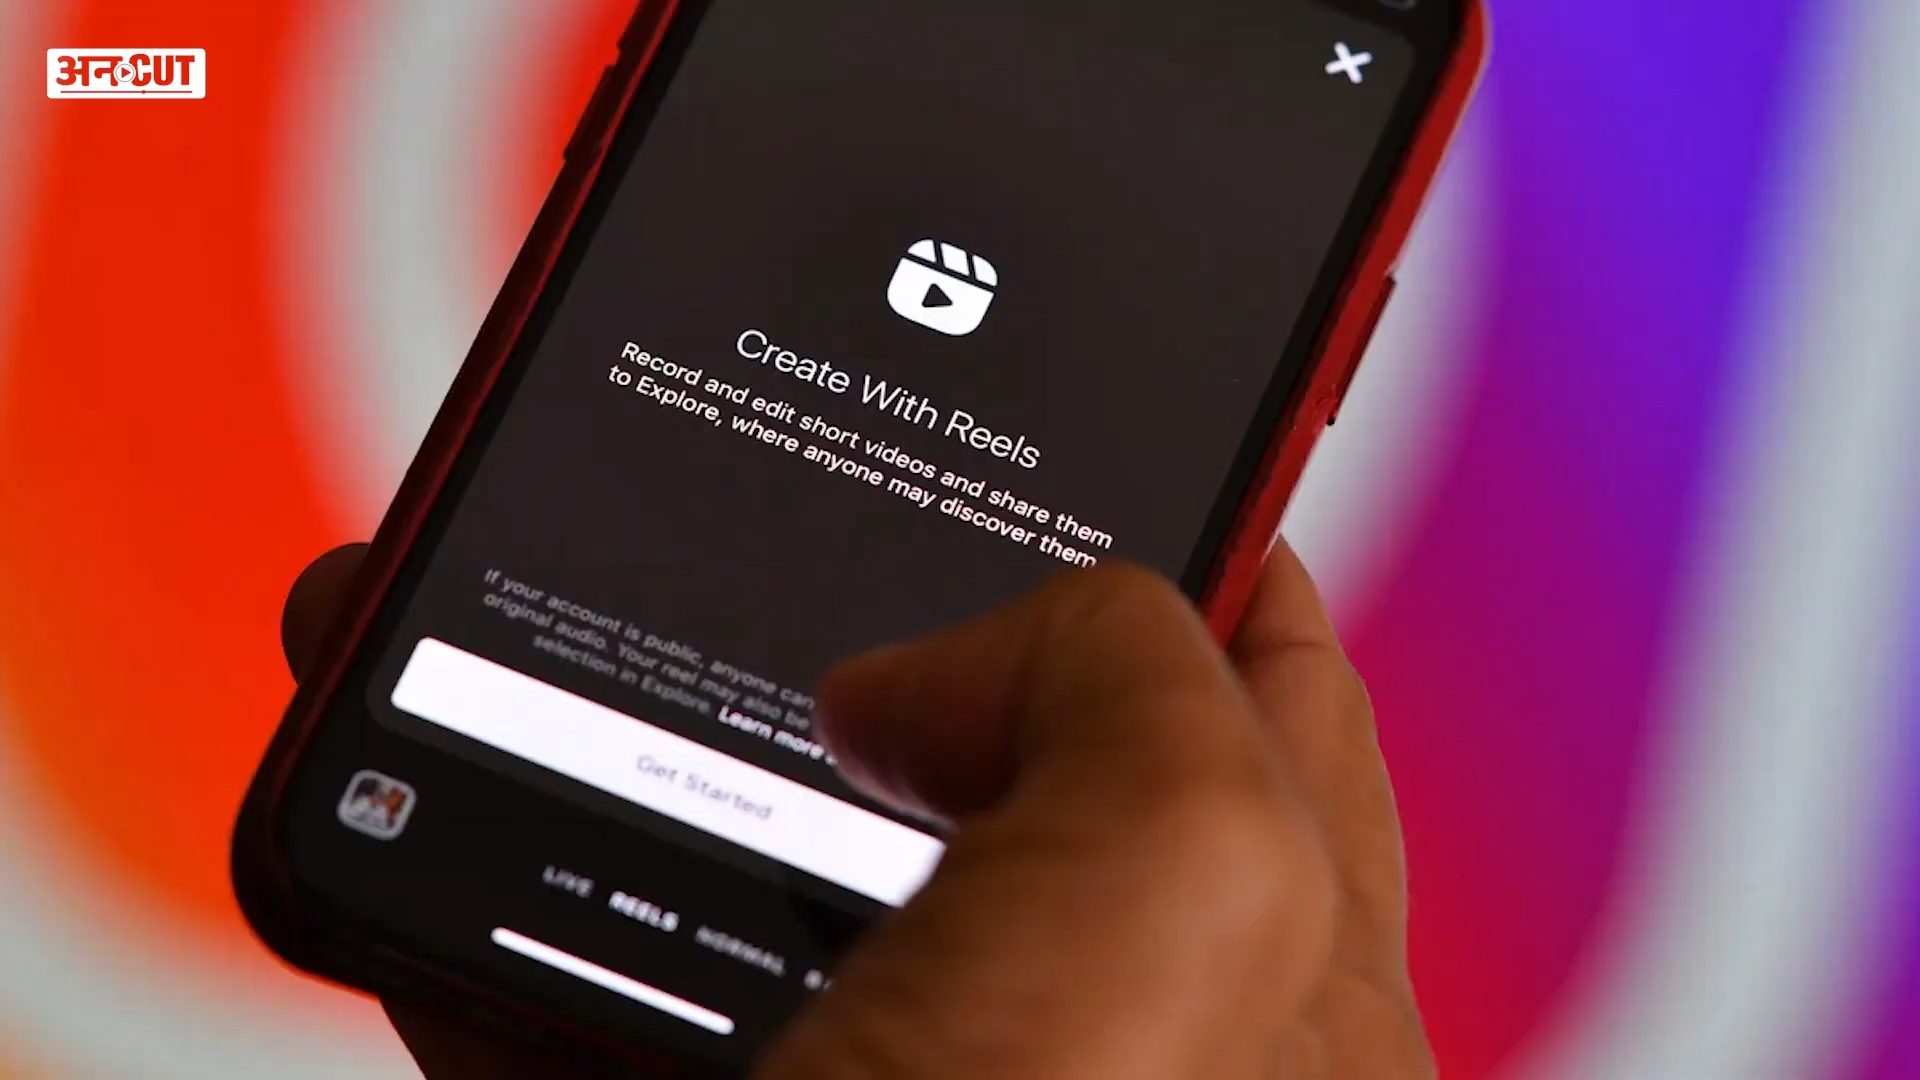 अनCUT
Create With Reels
Record and edit short videos and share them
to Explore, where anyone may discover them
If your account is public, anyone can
original audio. Your reel may also be
selection in Explore. Learn more
Get Started
LIVE REELS NORMAL